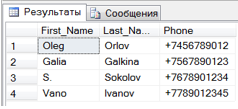 Результаты Сообщения
First_Name Last_Na... Phone
1 Oleg Orlov +7456789012
2 Galia Galkina +7567890123
3 S. Sokolov +7678901234
4 Vano Ivanov +7789012345